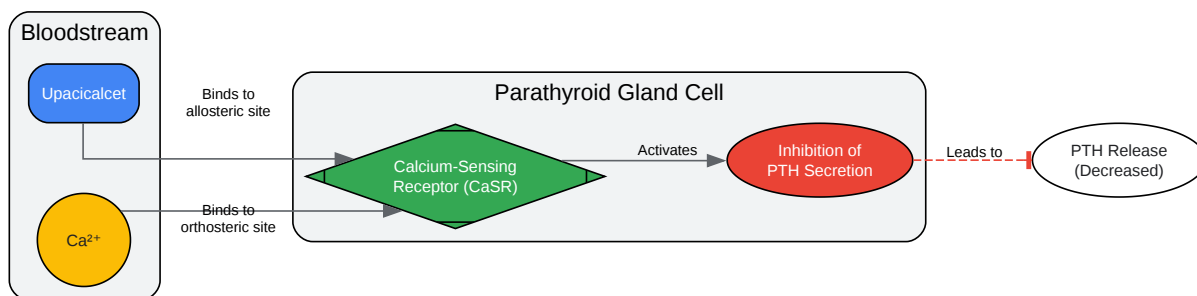 Bloodstream
Upacicalcet
Ca²⁺
Binds to
allosteric site
Binds to
orthosteric site
Parathyroid Gland Cell
Calcium-Sensing
Receptor (CaSR)
Activates
Inhibition of
PTH Secretion
Leads to
PTH Release
(Decreased)